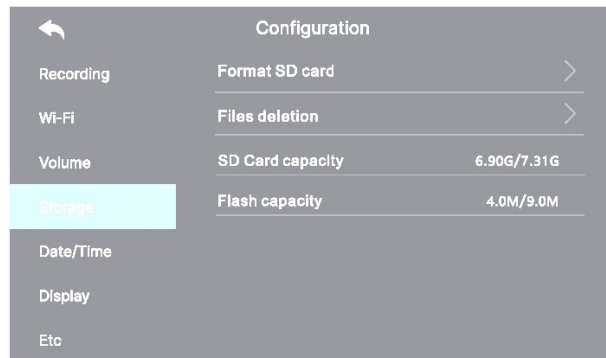 Configuration
Recording
Format SD card
Wi-Fi
Files deletion
Volume
SD Card capacity 6.90G/7.31G
Storage
Flash capacity 4.0M/9.0M
Date/Time
Display
Etc